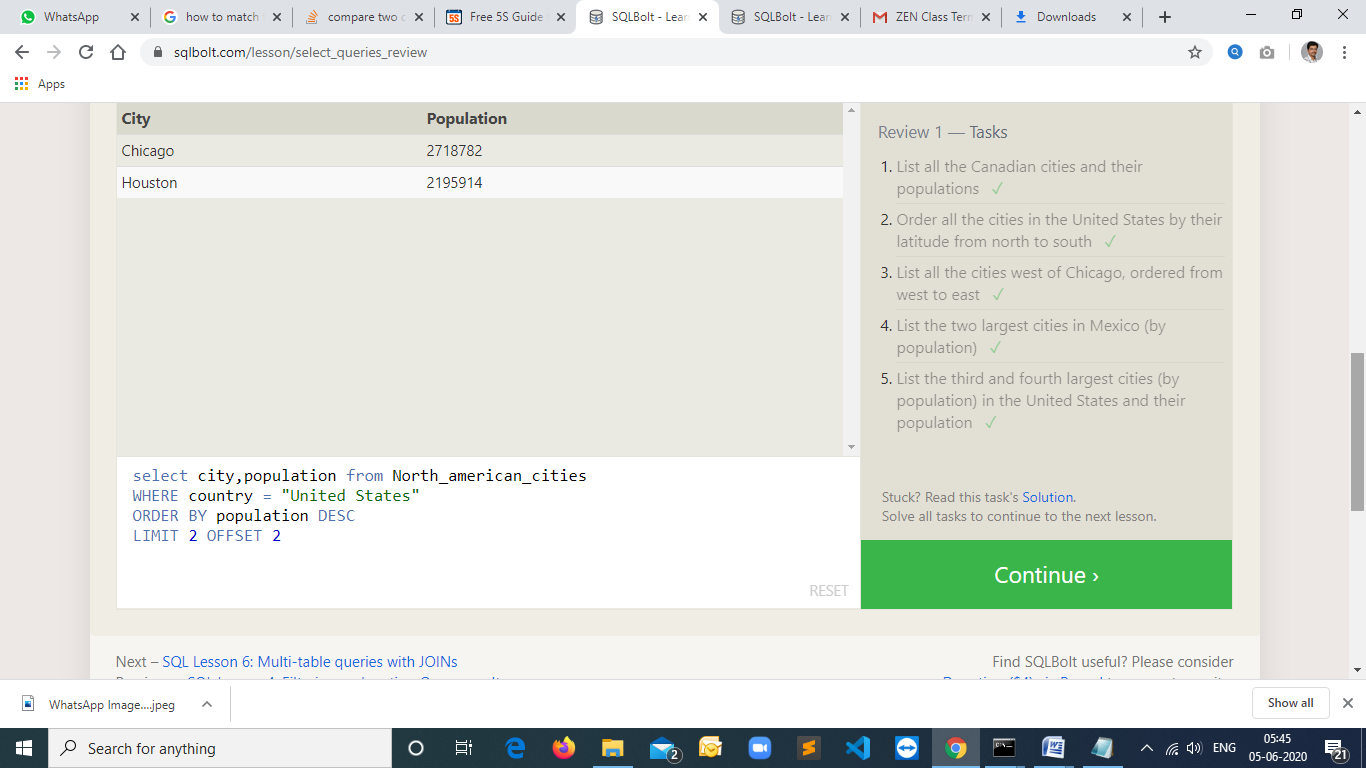 WhatsApp
how to match
compare two c
Free 5S Guide
SQLBolt - Lear
SQLBolt - Lear
ZEN Class Term
Downloads
sqlbolt.com/lesson/select_queries_review
Apps
City Population
Chicago 2718782
Houston 2195914
Review 1 — Tasks
1. List all the Canadian cities and their
populations ✓
2. Order all the cities in the United States by their
latitude from north to south ✓
3. List all the cities west of Chicago, ordered from
west to east ✓
4. List the two largest cities in Mexico (by
population) ✓
5. List the third and fourth largest cities (by
population) in the United States and their
population ✓
select city,population from North_american_cities
WHERE country = "United States"
ORDER BY population DESC
LIMIT 2 OFFSET 2
RESET
Stuck? Read this task's Solution.
Solve all tasks to continue to the next lesson.
Continue ›
Next – SQL Lesson 6: Multi-table queries with JOINs
Find SQLBolt useful? Please consider
WhatsApp Image....jpeg
Show all
Search for anything
2
ENG
05:45
05-06-2020
21